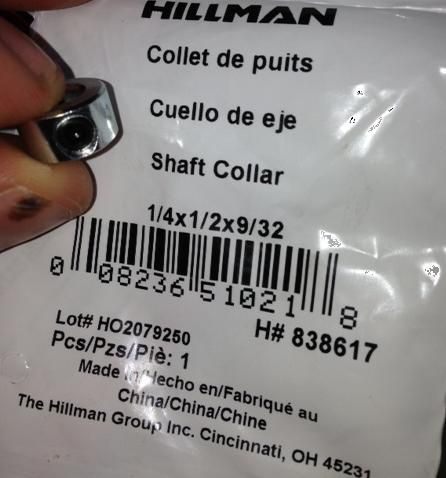 HILLMAN
Collet de puits
Cuello de eje
Shaft Collar
1/4x1/2x9/32
0 08236 51021 8
Lot# HO2079250
H# 838617
Pcs/Pzs/Piè: 1
Made In/Hecho en/Fabriqué au
China/China/Chine
The Hillman Group Inc. Cincinnati, OH 45231